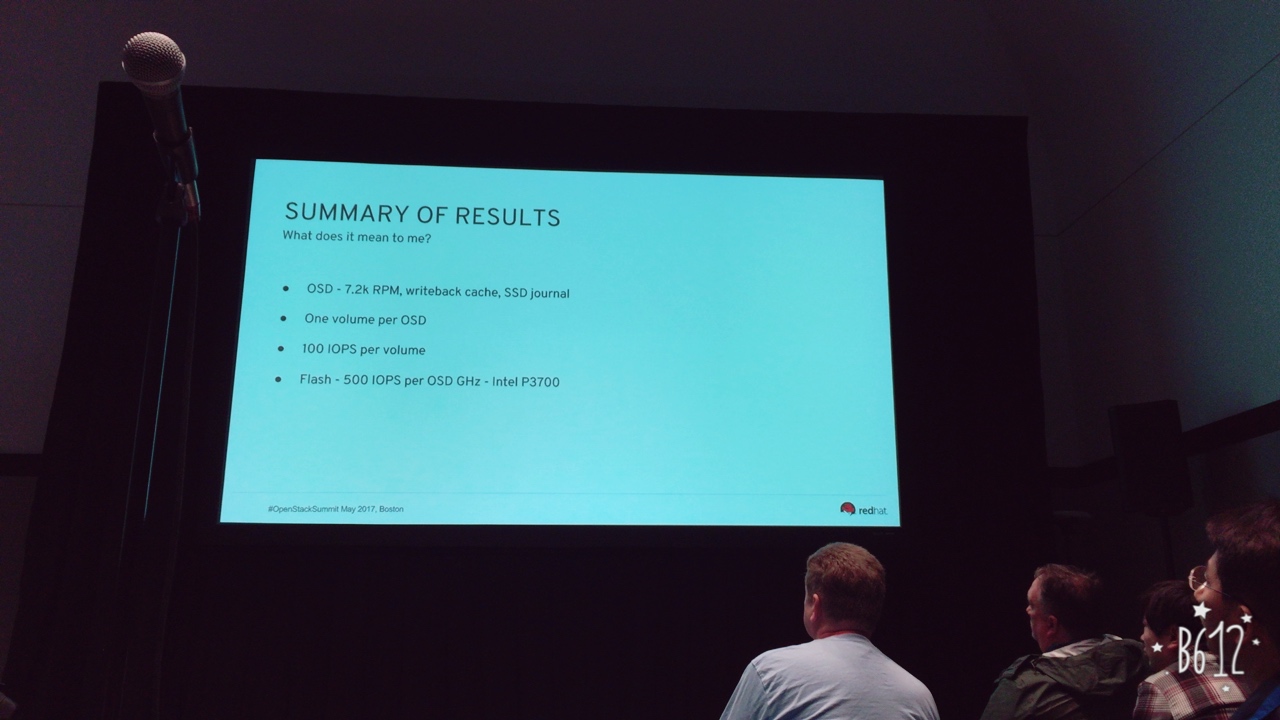 SUMMARY OF RESULTS
What does it mean to me?
● OSD - 7.2k RPM, writeback cache, SSD journal
● One volume per OSD
● 100 IOPS per volume
● Flash - 500 IOPS per OSD GHz - Intel P3700
#OpenStackSummit May 2017, Boston
redhat.
B612